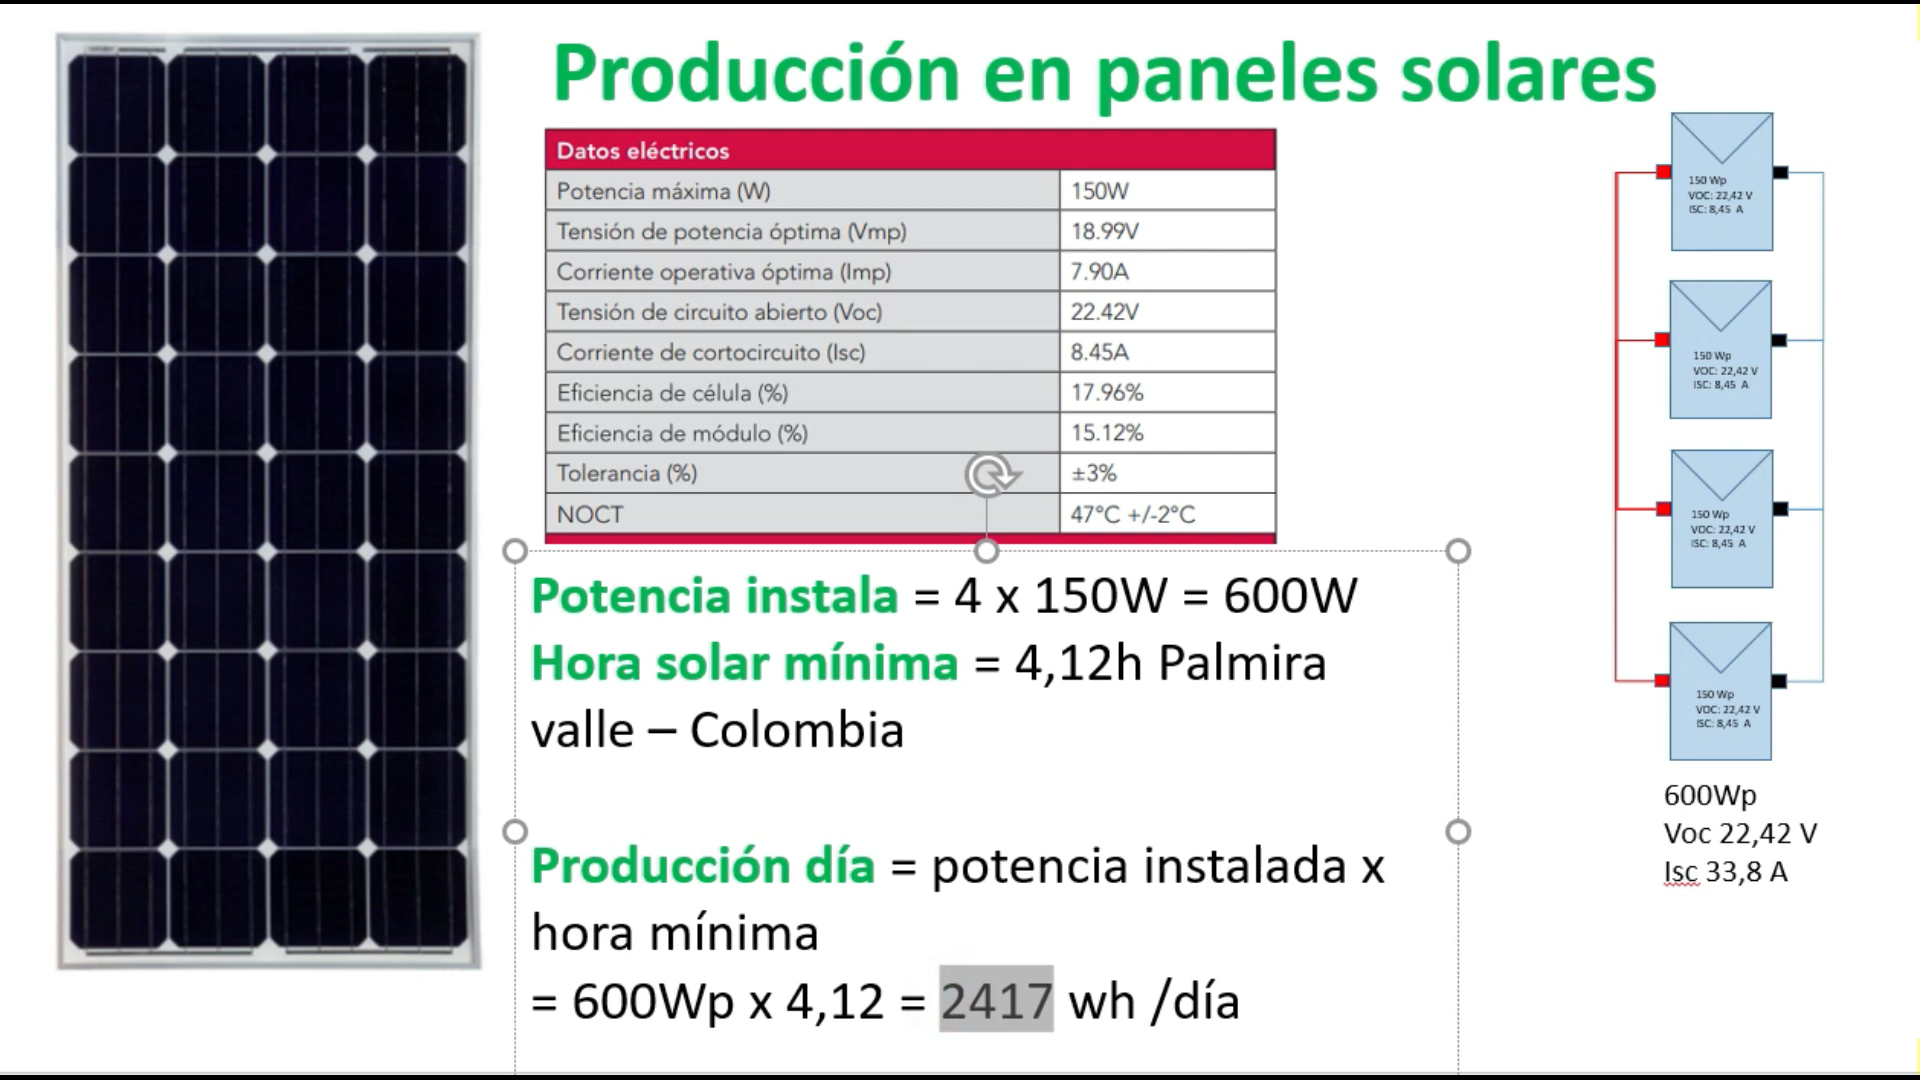 Producción en paneles solares
Datos eléctricos
Potencia máxima (W) 150W
Tensión de potencia óptima (Vmp) 18.99V
Corriente operativa óptima (Imp) 7.90A
Tensión de circuito abierto (Voc) 22.42V
Corriente de cortocircuito (Isc) 8.45A
Eficiencia de célula (%) 17.96%
Eficiencia de módulo (%) 15.12%
Tolerancia (%) ±3%
NOCT 47°C +/-2°C
Potencia instala = 4 x 150W = 600W
Hora solar mínima = 4,12h Palmira
valle – Colombia
Producción día = potencia instalada x
hora mínima
= 600Wp x 4,12 = 2417 wh /día
150 Wp
VOC: 22,42 V
ISC: 8,45 A
150 Wp
VOC: 22,42 V
ISC: 8,45 A
150 Wp
VOC: 22,42 V
ISC: 8,45 A
150 Wp
VOC: 22,42 V
ISC: 8,45 A
600Wp
Voc 22,42 V
Isc 33,8 A